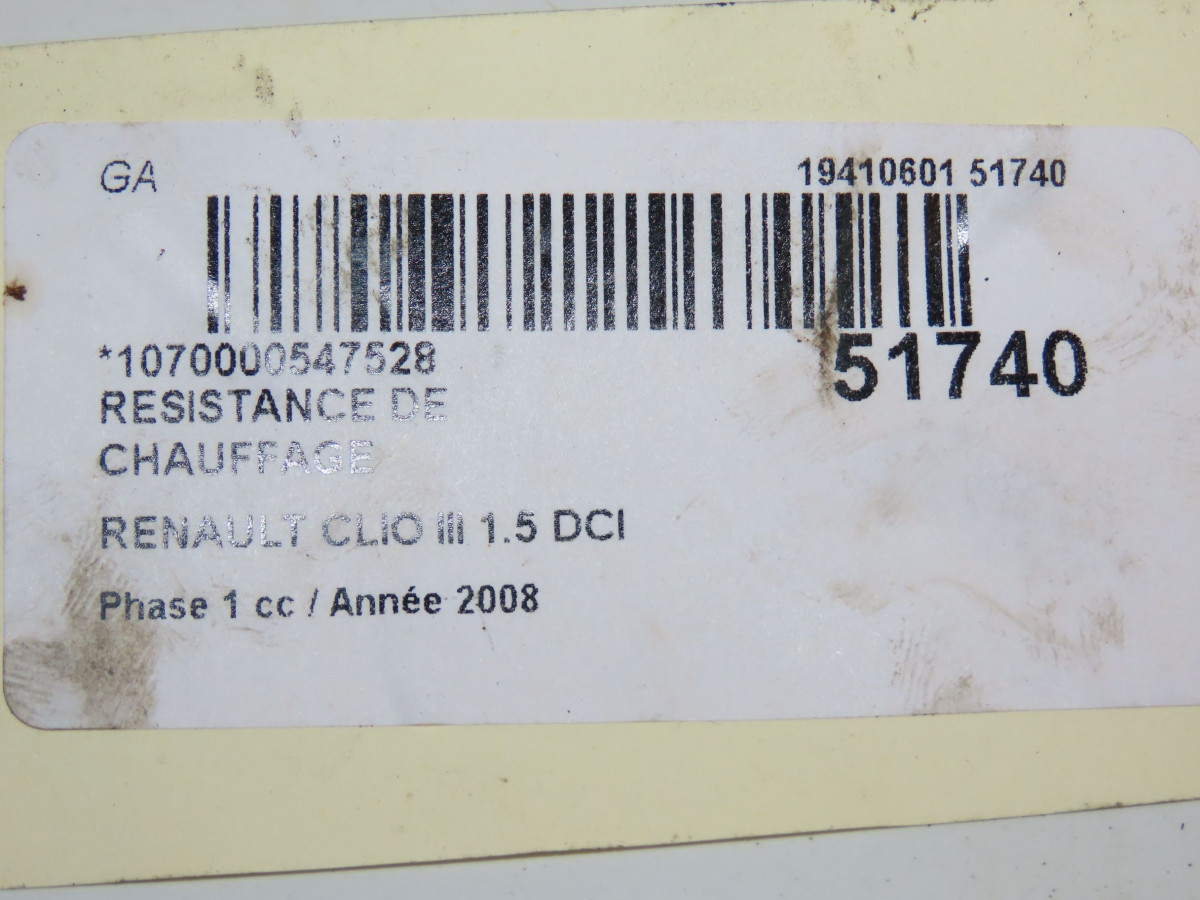 GA
19410601 51740
*1070000547528
51740
RESISTANCE DE
CHAUFFAGE
RENAULT CLIO III 1.5 DCI
Phase 1 cc / Année 2008